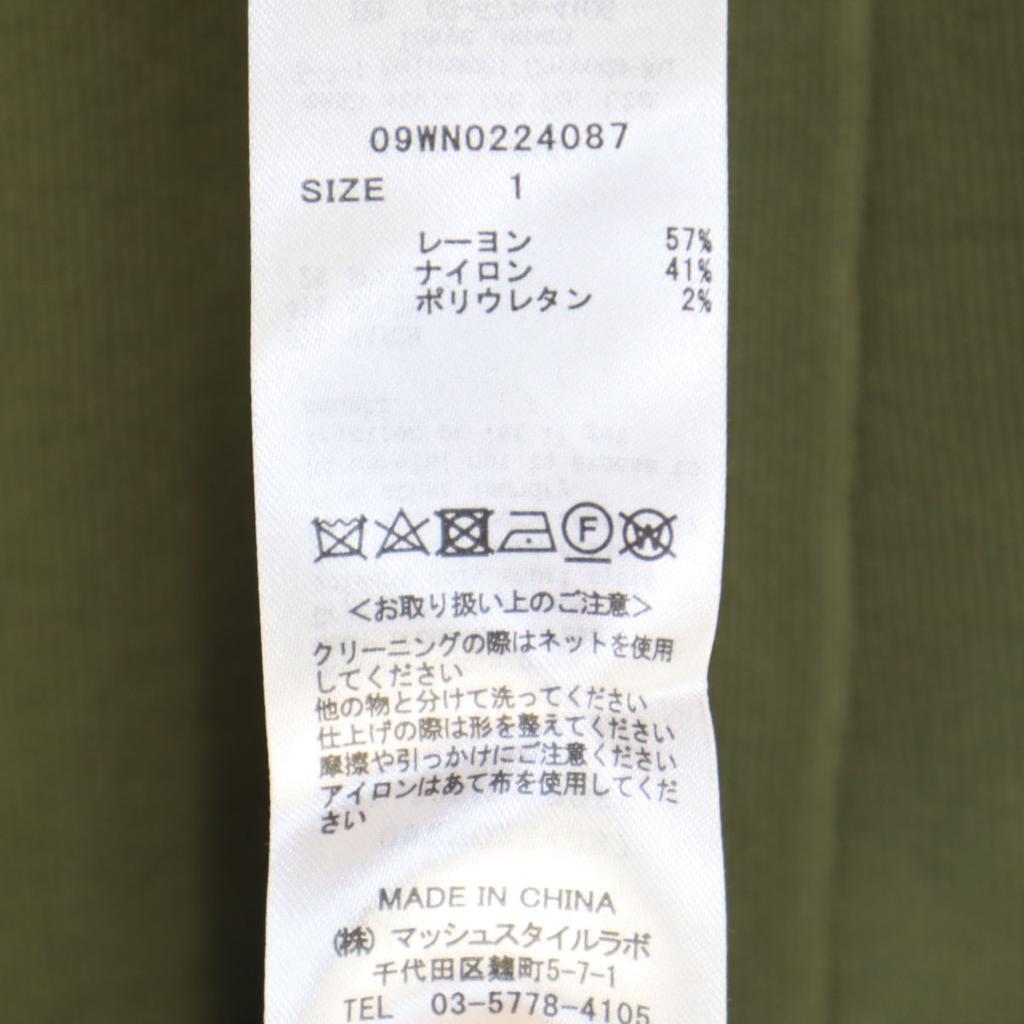 09WN0224087
SIZE 1
レーヨン 57%
ナイロン 41%
ポリウレタン 2%
F W
<お取り扱い上のご注意>
クリーニングの際はネットを使用
してください
他の物と分けて洗ってください
仕上げの際は形を整えてください
摩擦や引っかけにご注意ください
アイロンはあて布を使用してくだ
さい
MADE IN CHINA
(株) マッシュスタイルラボ
千代田区麹町5-7-1
TEL 03-5778-4105